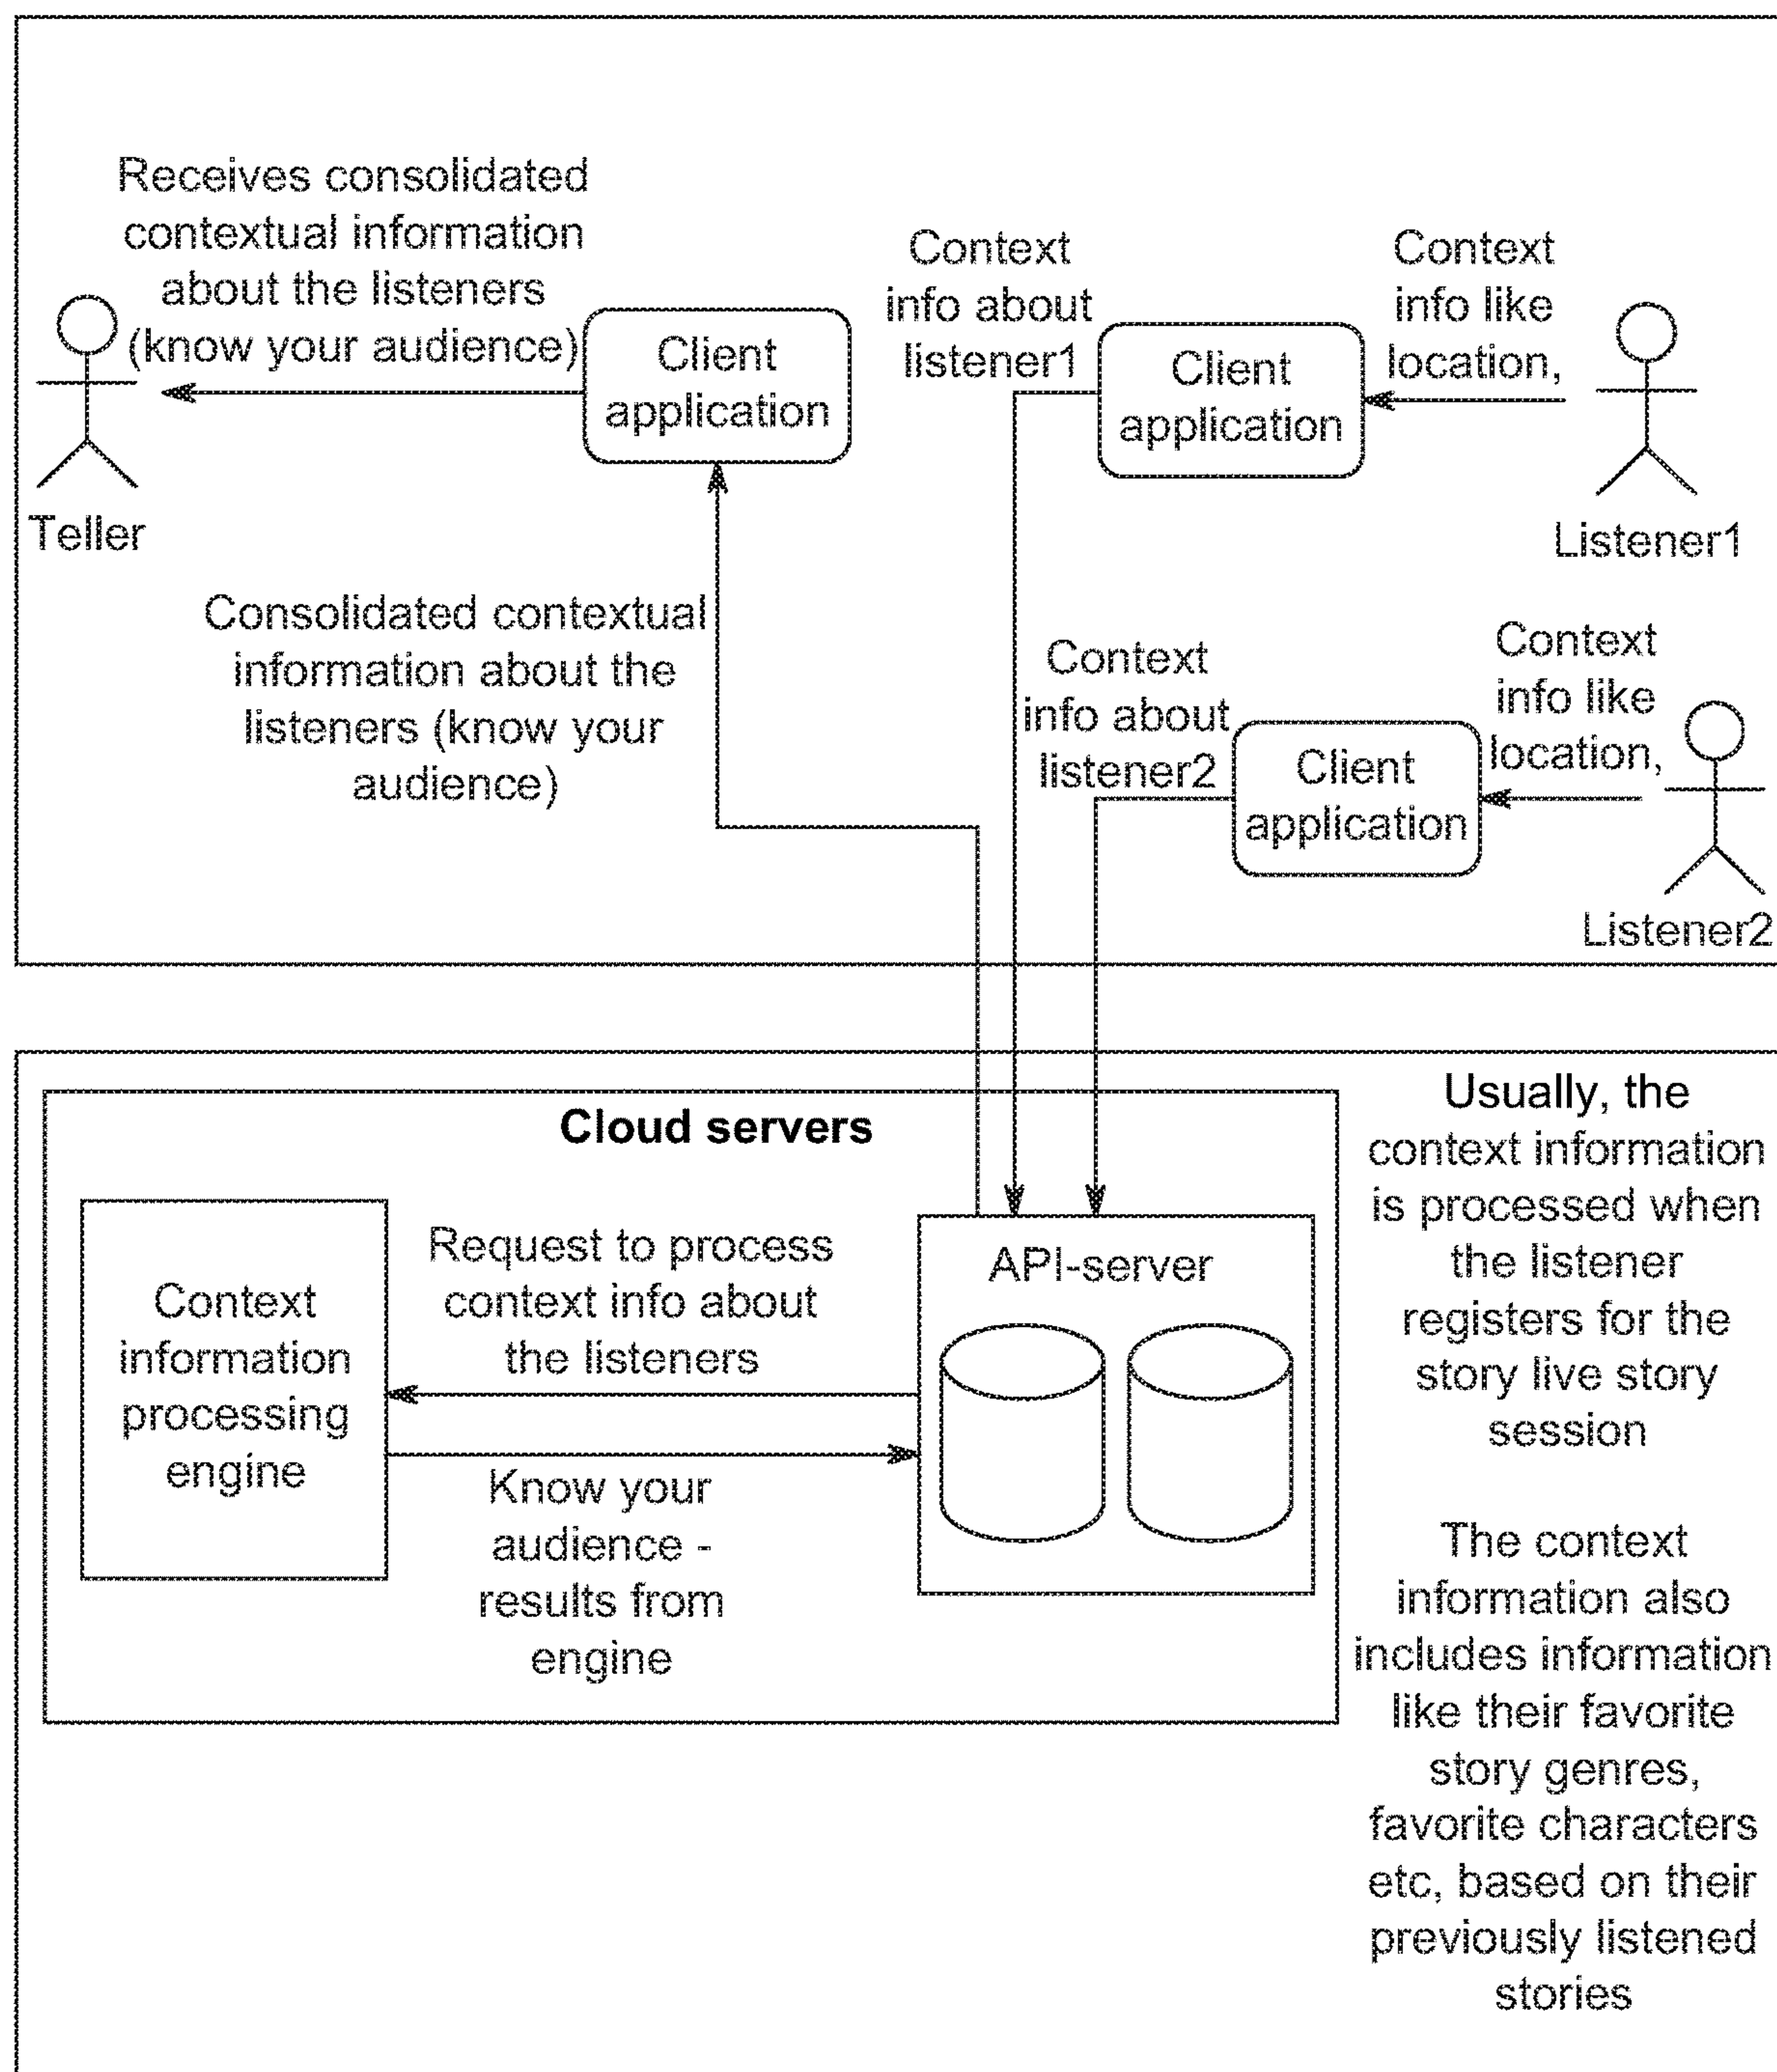 Receives consolidated
contextual information
about the listeners
(know your audience)
Client
application
Teller
Context
info about
listener1
Client
application
Context
info like
location,
Listener1
Consolidated contextual
information about the
listeners (know your
audience)
Context
info about
listener2
Client
application
Context
info like
location,
Listener2
Cloud servers
Context
information
processing
engine
Request to process
context info about
the listeners
Know your
audience -
results from
engine
API-server
Usually, the
context information
is processed when
the listener
registers for the
story live story
session
The context
information also
includes information
like their favorite
story genres,
favorite characters
etc, based on their
previously listened
stories